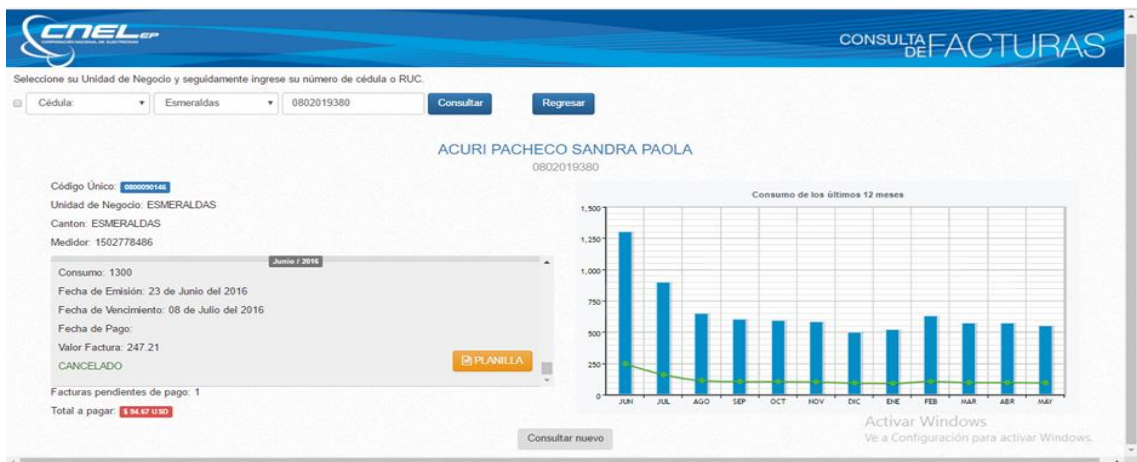 CNEL EP
CORPORACIÓN NACIONAL DE ELECTRICIDAD
CONSULTA DE FACTURAS
Seleccione su Unidad de Negocio y seguidamente ingrese su número de cédula o RUC.
Cédula: Esmeraldas 0802019380 Consultar Regresar
ACURI PACHECO SANDRA PAOLA
0802019380
Código Único: 0800090146
Unidad de Negocio: ESMERALDAS
Canton: ESMERALDAS
Medidor: 1502778486
Junio / 2016
Consumo: 1300
Fecha de Emisión: 23 de Junio del 2016
Fecha de Vencimiento: 08 de Julio del 2016
Fecha de Pago:
Valor Factura: 247.21
CANCELADO
PLANILLA
Facturas pendientes de pago: 1
Total a pagar: $ 94.67 USD
Consumo de los últimos 12 meses
1,500
1,250
1,000
750
500
250
0
JUN JUL AGO SEP OCT NOV DIC ENE FEB MAR ABR MAY
Activar Windows
Ve a Configuración para activar Windows.
Consultar nuevo